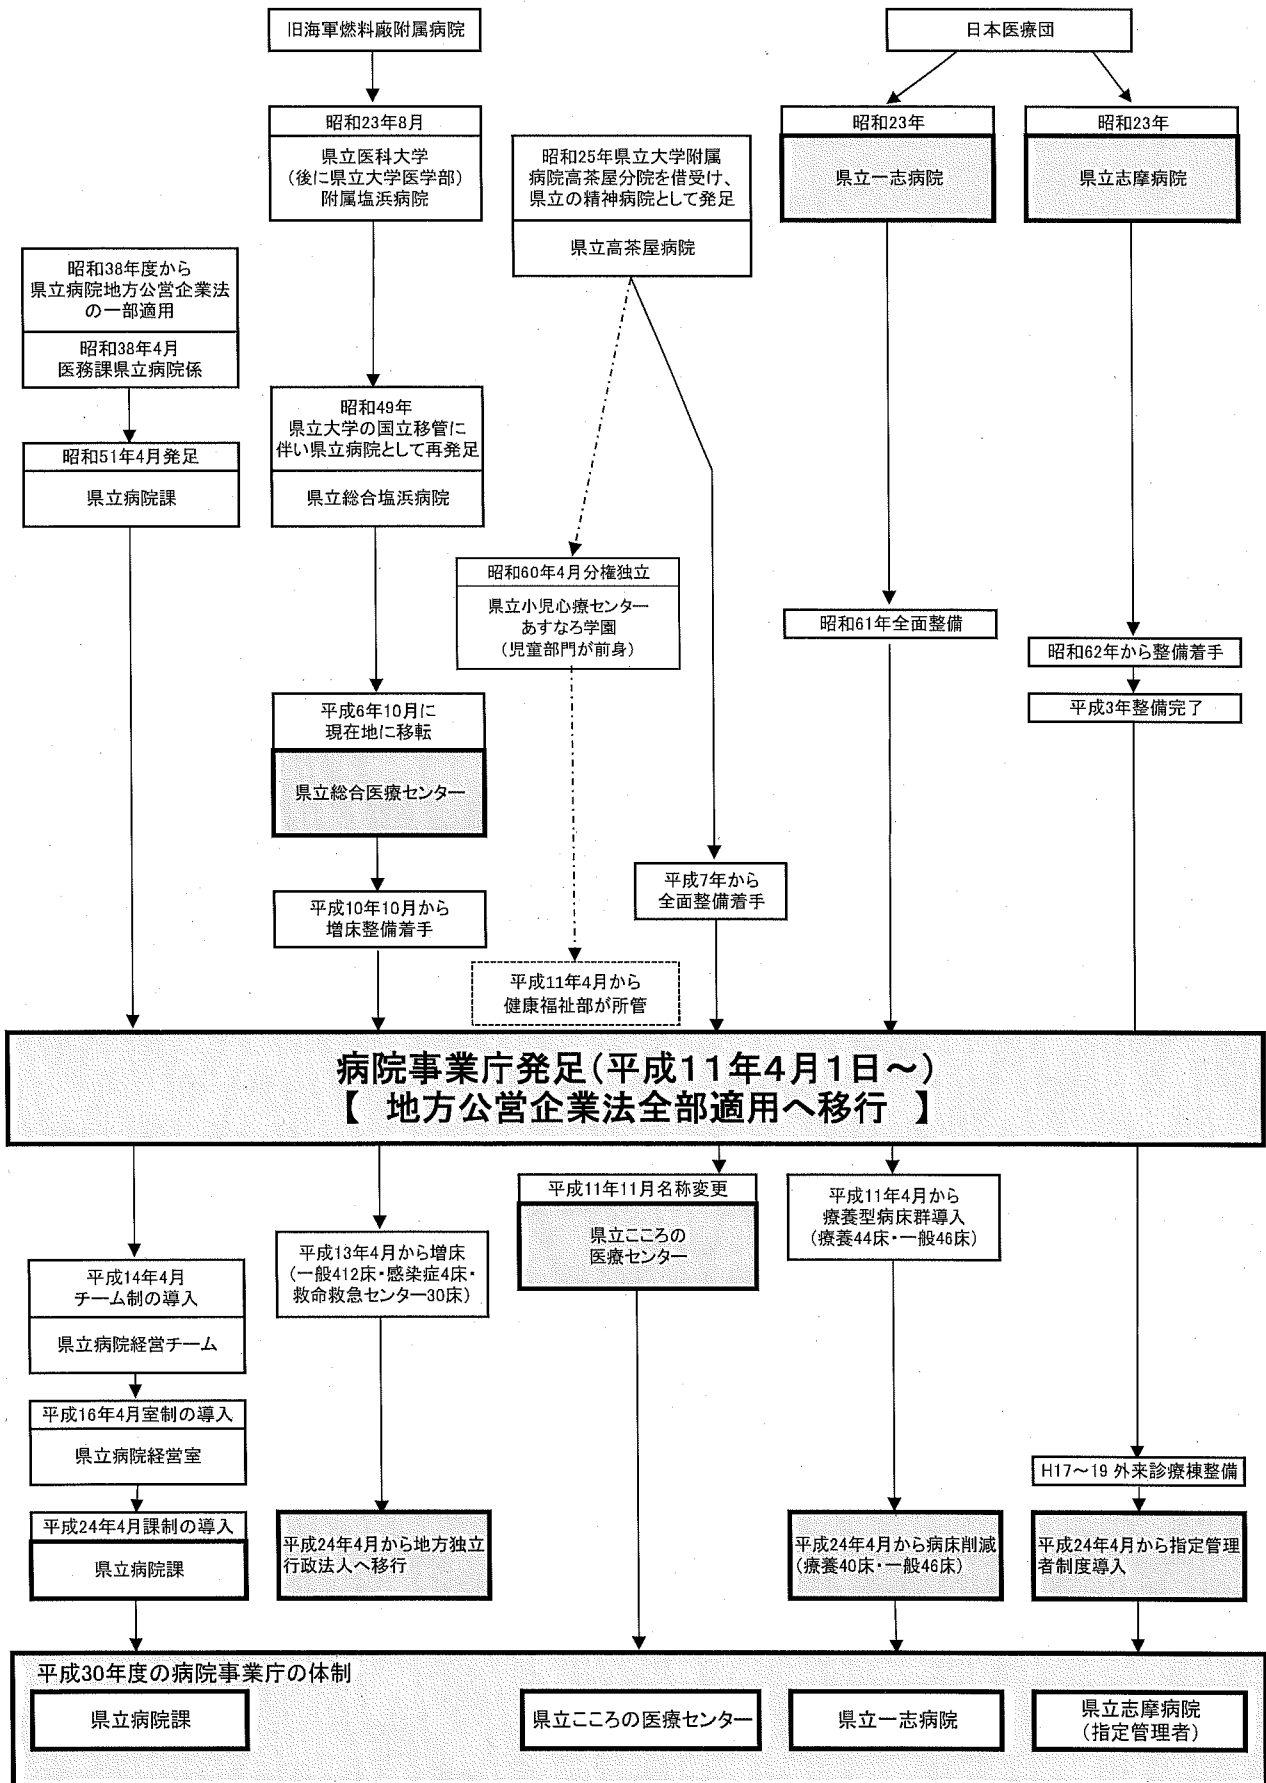 旧海軍燃料廠附属病院
日本医療団
昭和23年8月
県立医科大学
(後に県立大学医学部)
附属塩浜病院
昭和25年県立大学附属
病院高茶屋分院を借受け、
県立の精神病院として発足
県立高茶屋病院
昭和23年
県立一志病院
昭和23年
県立志摩病院
昭和38年度から
県立病院地方公営企業法
の一部適用
昭和38年4月
医務課県立病院係
昭和51年4月発足
県立病院課
昭和49年
県立大学の国立移管に
伴い県立病院として再発足
県立総合塩浜病院
昭和60年4月分権独立
県立小児心療センター
あすなろ学園
(児童部門が前身)
昭和61年全面整備
昭和62年から整備着手
平成3年整備完了
平成6年10月に
現在地に移転
県立総合医療センター
平成10年10月から
増床整備着手
平成7年から
全面整備着手
平成11年4月から
健康福祉部が所管
病院事業庁発足(平成11年4月1日~)
【 地方公営企業法全部適用へ移行 】
平成14年4月
チーム制の導入
県立病院経営チーム
平成16年4月室制の導入
県立病院経営室
平成24年4月課制の導入
県立病院課
平成13年4月から増床
(一般412床・感染症4床・
救命救急センター30床)
平成24年4月から地方独立
行政法人へ移行
平成11年11月名称変更
県立こころの
医療センター
平成11年4月から
療養型病床群導入
(療養44床・一般46床)
平成24年4月から病床削減
(療養40床・一般46床)
H17~19 外来診療棟整備
平成24年4月から指定管理
者制度導入
平成30年度の病院事業庁の体制
県立病院課
県立こころの医療センター
県立一志病院
県立志摩病院
(指定管理者)